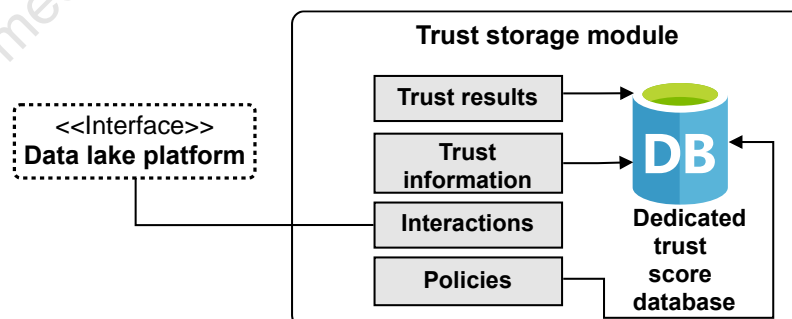 Trust storage module
<<Interface>>
Data lake platform
Trust results
Trust
information
Interactions
Policies
DB
Dedicated
trust
score
database